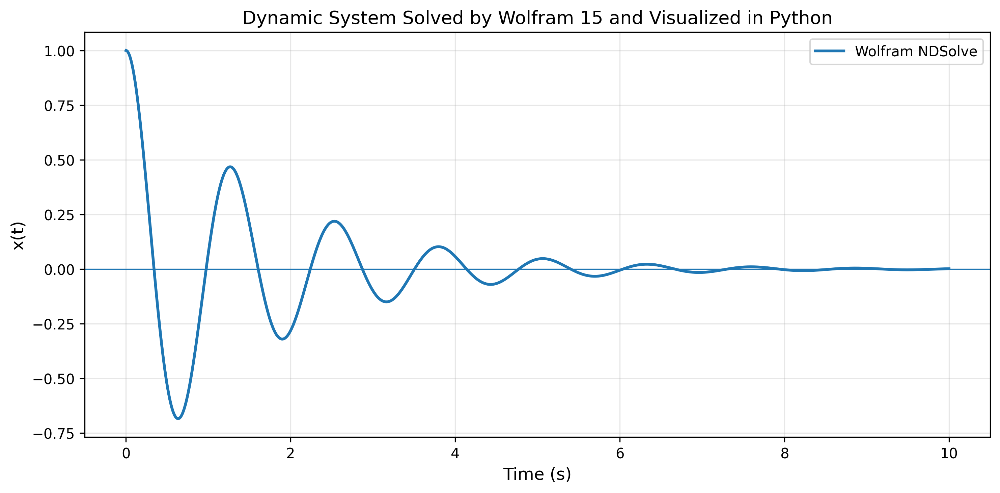 Dynamic System Solved by Wolfram 15 and Visualized in Python
Wolfram NDSolve
1.00
0.75
0.50
0.25
0.00
−0.25
−0.50
−0.75
x(t)
0 2 4 6 8 10
Time (s)